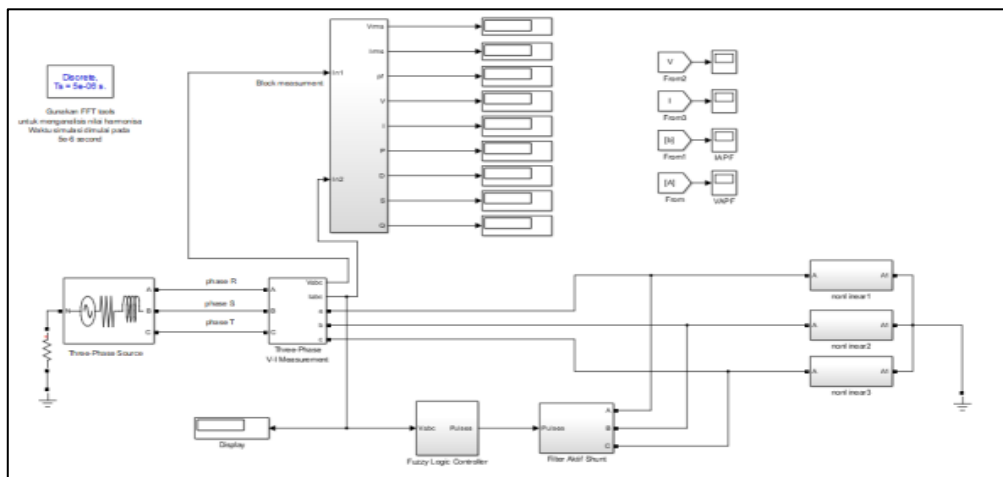 Discrete,
Ts = 5e-06 s.
Gunakan FFT tools
untuk menganalisis nilai harmonisa
Waktu simulasi dimulai pada
5e-6 second
Block measurment
In1
In2
Vrms
Irms
pf
V
I
P
D
S
Q
V
From2
I
From3
[b]
From1
IAPF
[A]
From
VAPF
N
A
B
C
Three-Phase Source
phase R
phase S
phase T
A
B
C
Vabc
Iabc
a
b
c
Three-Phase
V-I Measurement
A
A1
nonlinear1
A
A1
nonlinear2
A
A1
nonlinear3
Display
Vabc
Pulses
Fuzzy Logic Controller
Pulses
A
B
C
Filter Aktif Shunt